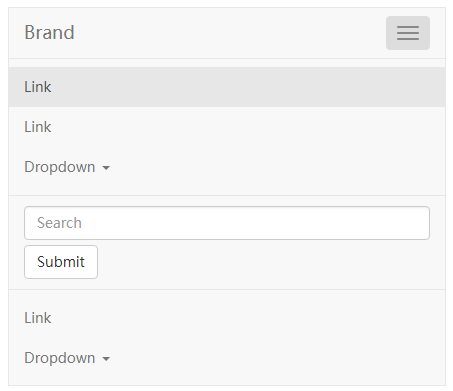 Brand
Link
Link
Dropdown
Search
Submit
Link
Dropdown